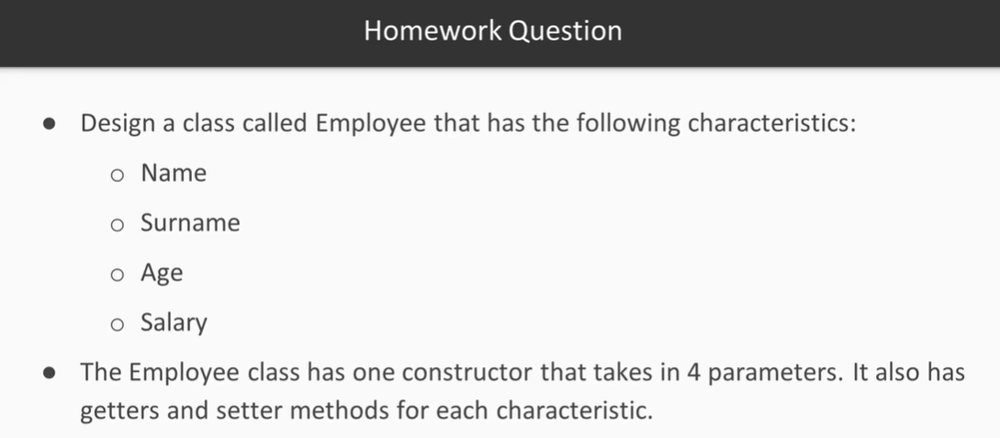 Homework Question
● Design a class called Employee that has the following characteristics:
○ Name
○ Surname
○ Age
○ Salary
● The Employee class has one constructor that takes in 4 parameters. It also has
getters and setter methods for each characteristic.